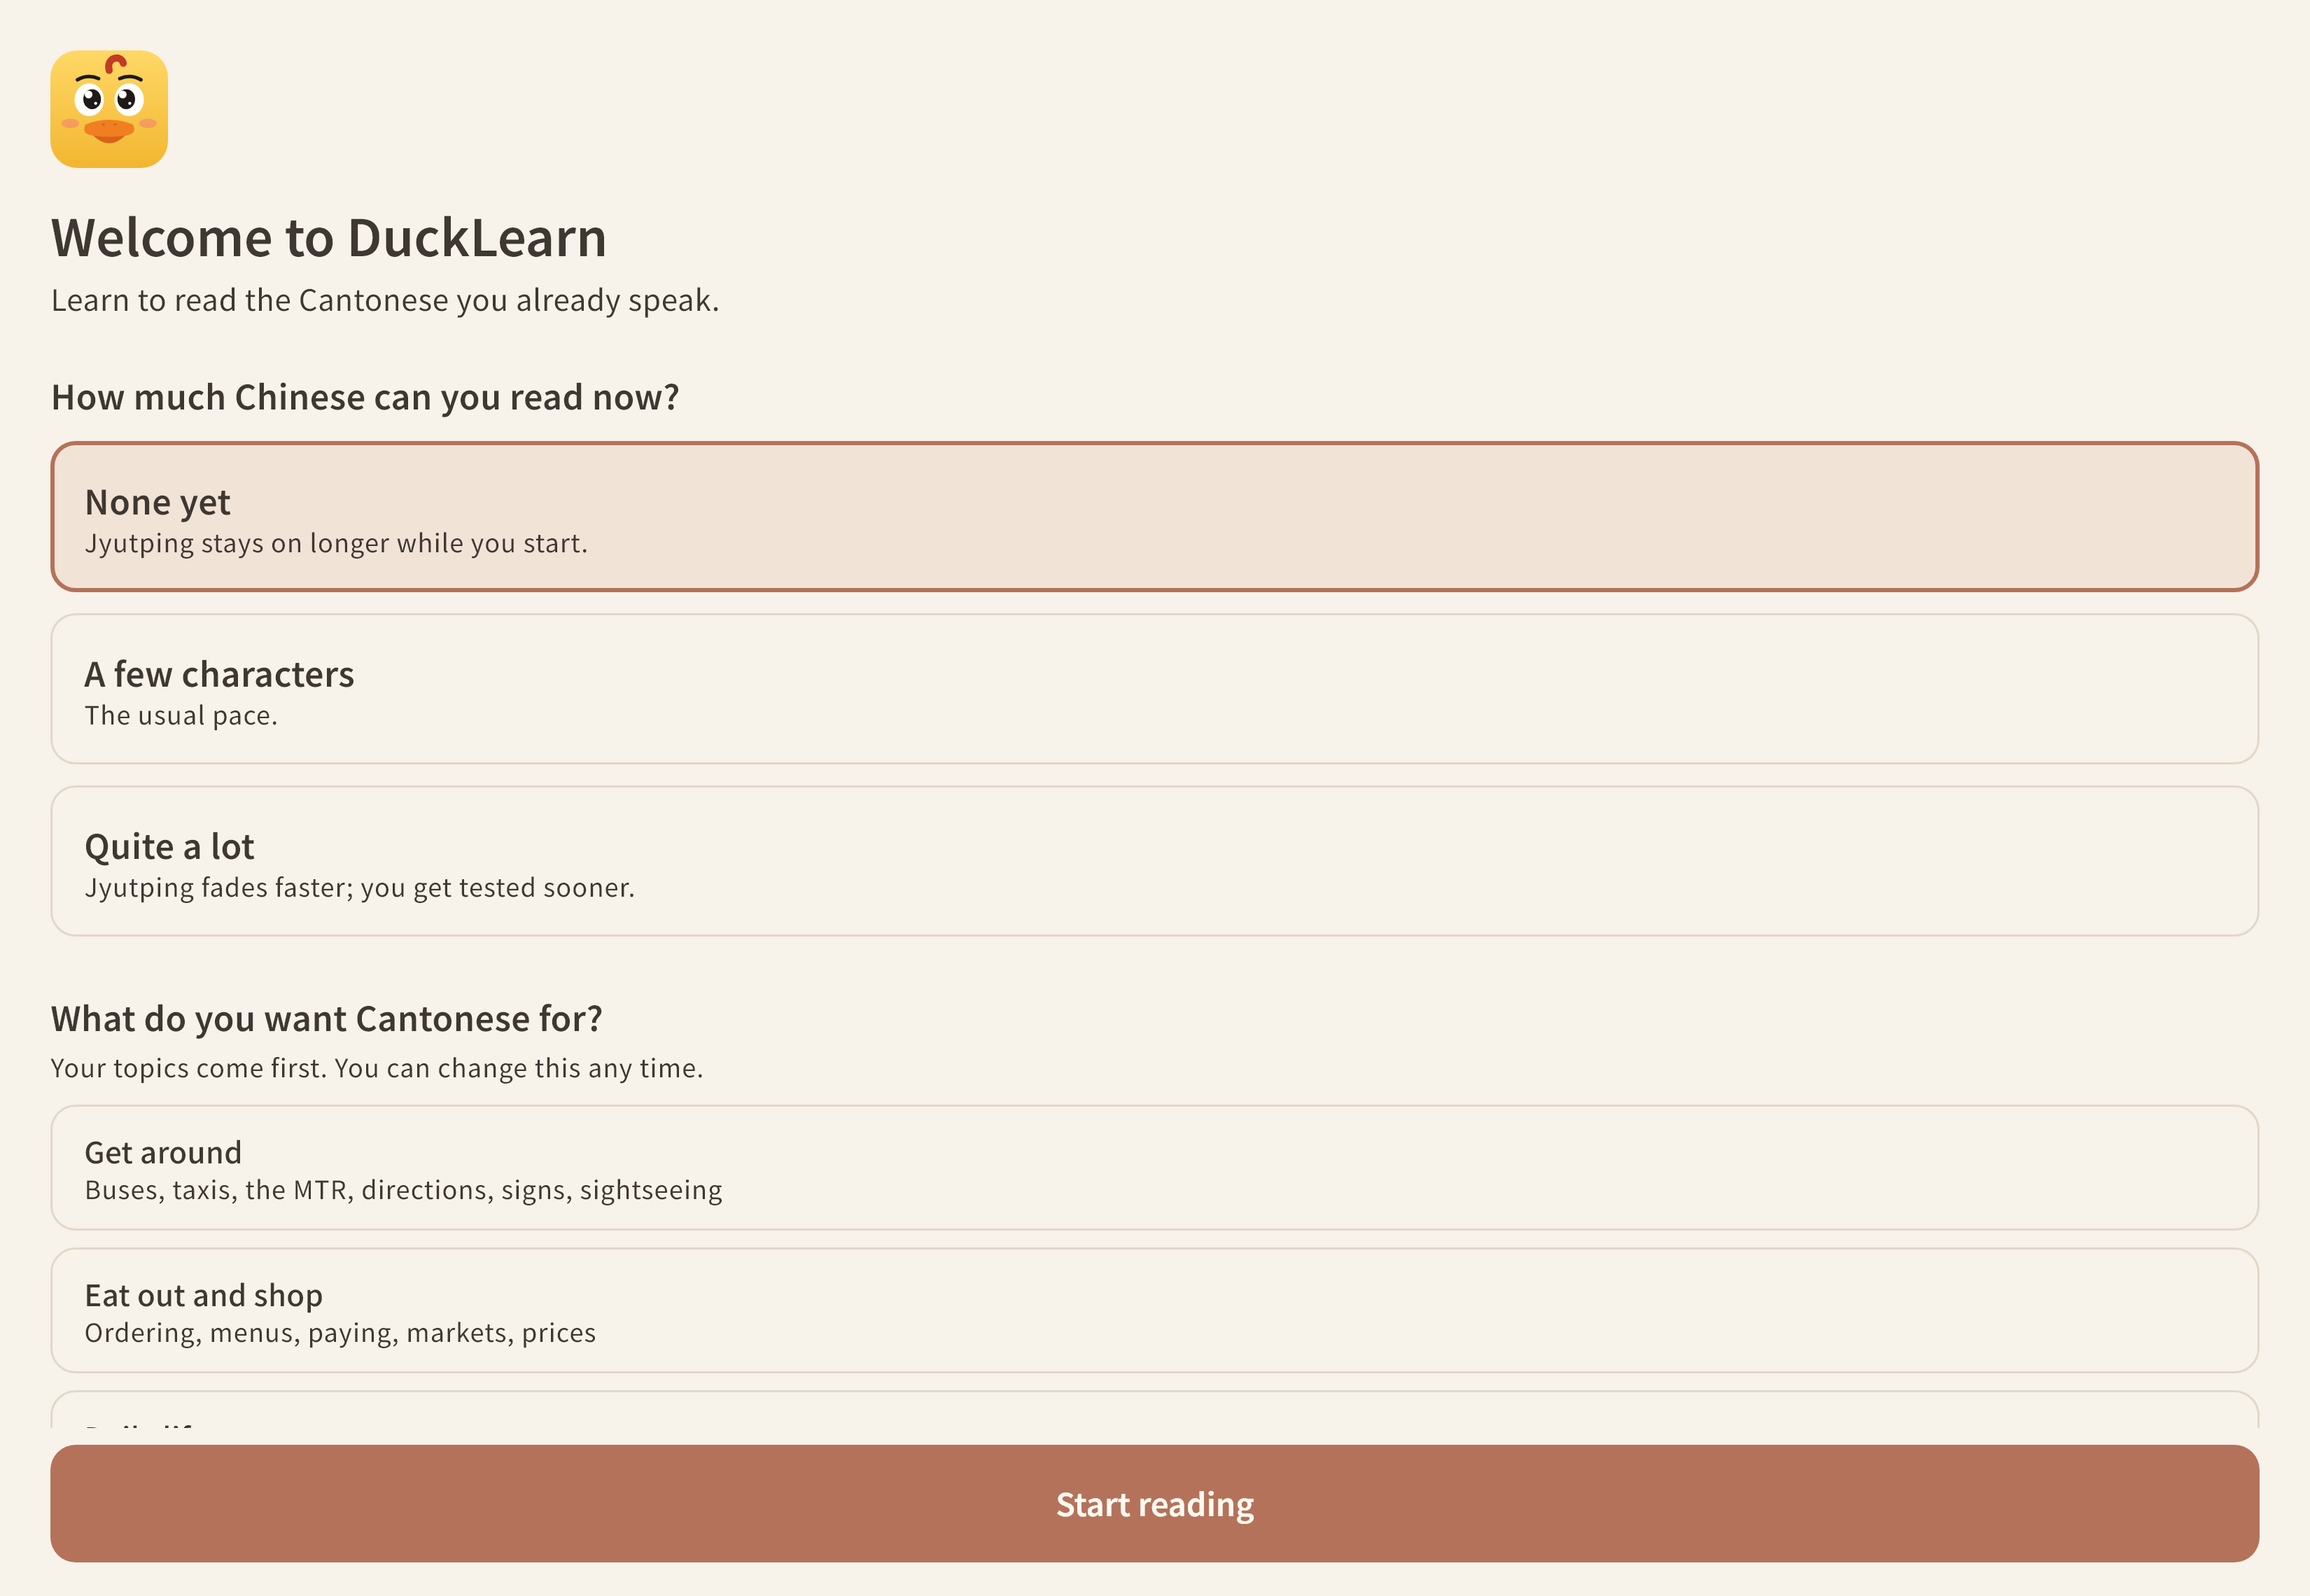 Welcome to DuckLearn
Learn to read the Cantonese you already speak.
How much Chinese can you read now?
None yet
Jyutping stays on longer while you start.
A few characters
The usual pace.
Quite a lot
Jyutping fades faster; you get tested sooner.
What do you want Cantonese for?
Your topics come first. You can change this any time.
Get around
Buses, taxis, the MTR, directions, signs, sightseeing
Eat out and shop
Ordering, menus, paying, markets, prices
Start reading